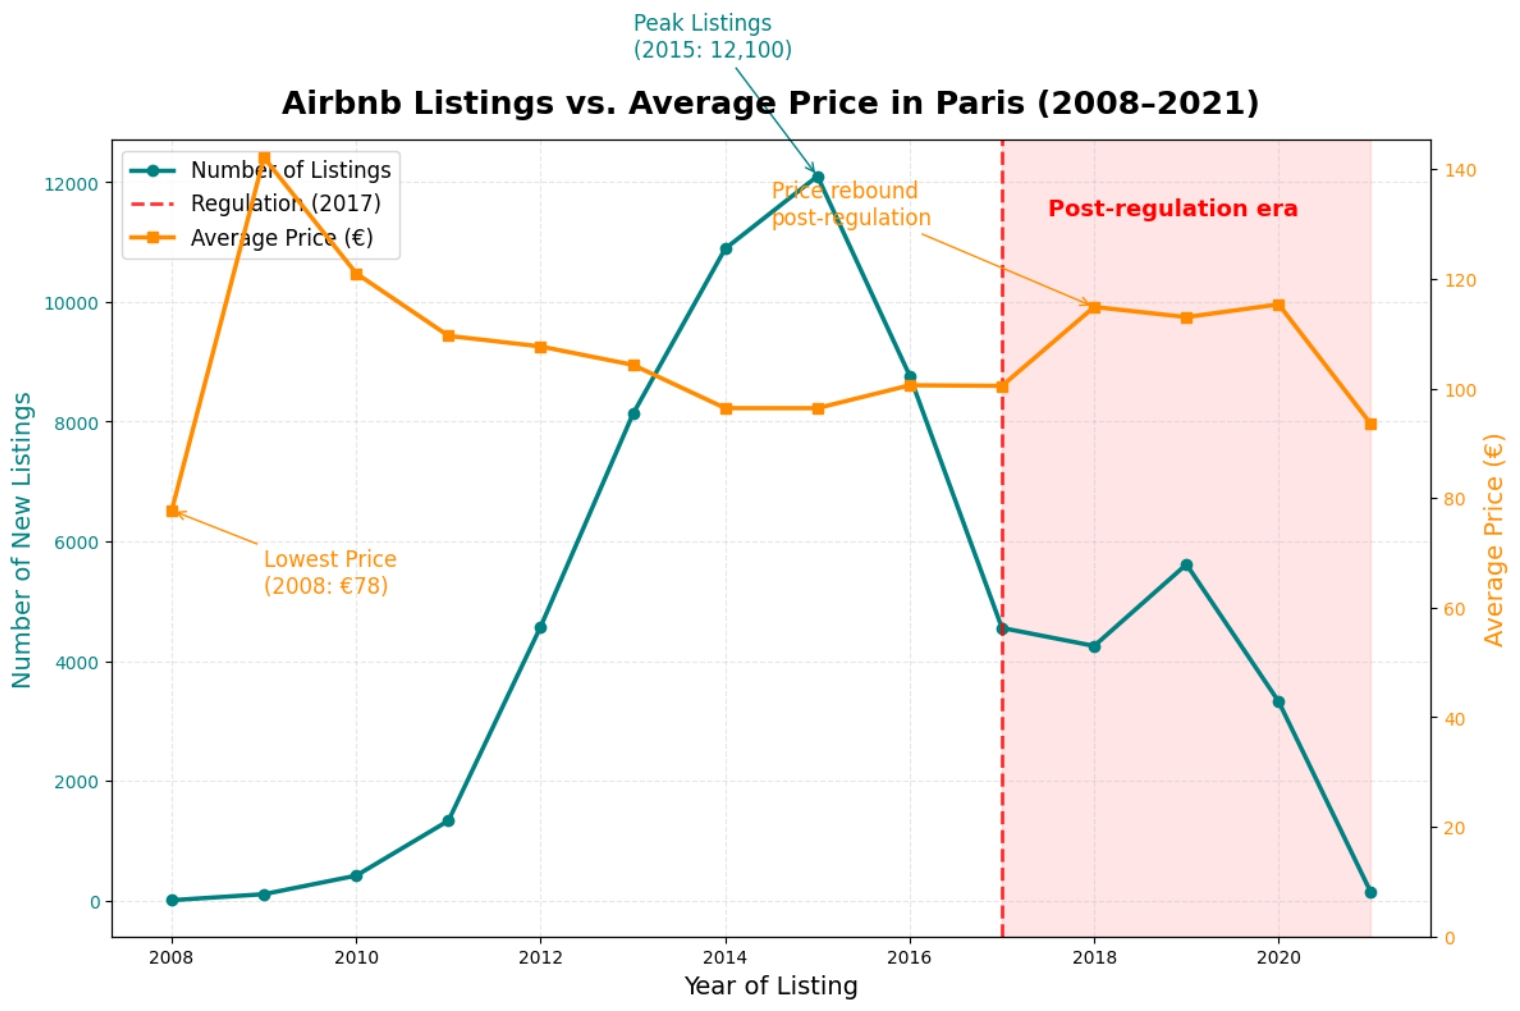 Peak Listings
(2015: 12,100)
Airbnb Listings vs. Average Price in Paris (2008–2021)
Number of Listings
Regulation (2017)
Average Price (€)
Price rebound
post-regulation
Post-regulation era
Lowest Price
(2008: €78)
Number of New Listings
12000
10000
8000
6000
4000
2000
0
Average Price (€)
140
120
100
80
60
40
20
0
2008
2010
2012
2014
2016
2018
2020
Year of Listing